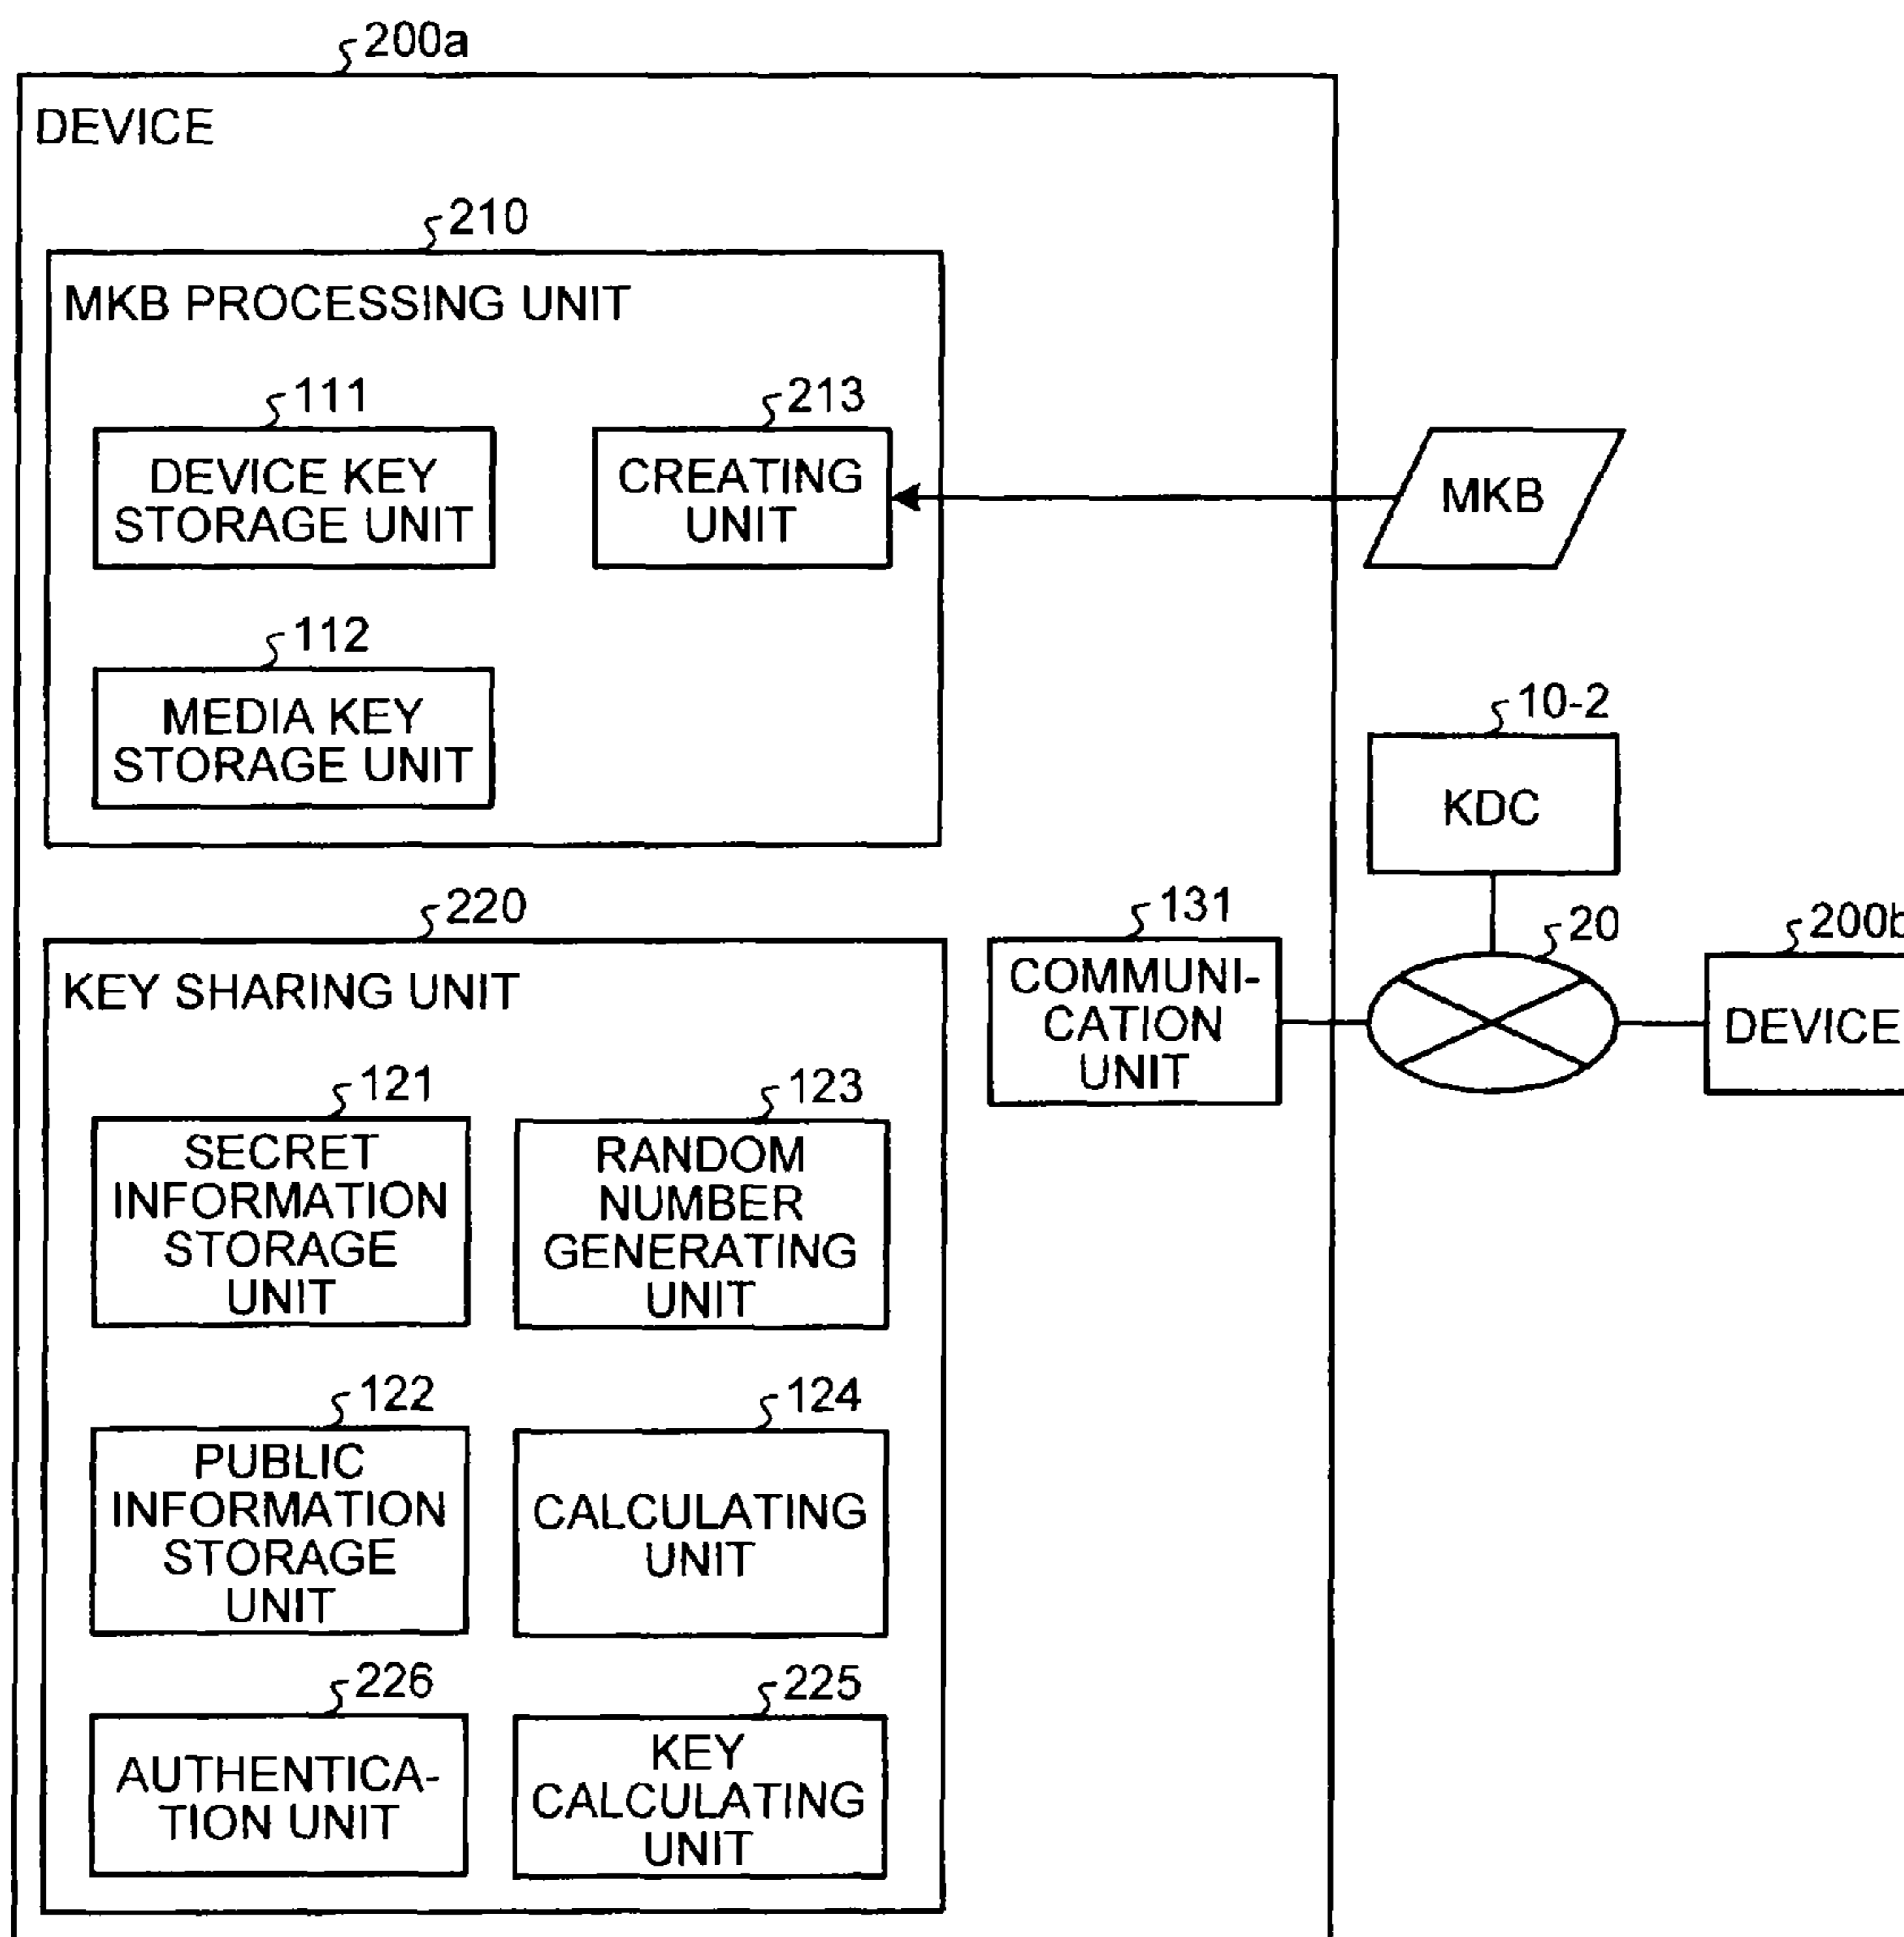 200a
DEVICE
210
MKB PROCESSING UNIT
111
DEVICE KEY
STORAGE UNIT
213
CREATING
UNIT
MKB
112
MEDIA KEY
STORAGE UNIT
10-2
KDC
220
KEY SHARING UNIT
131
COMMUNI-
CATION
UNIT
20
200b
DEVICE
121
SECRET
INFORMATION
STORAGE
UNIT
123
RANDOM
NUMBER
GENERATING
UNIT
122
PUBLIC
INFORMATION
STORAGE
UNIT
124
CALCULATING
UNIT
226
AUTHENTICA-
TION UNIT
225
KEY
CALCULATING
UNIT